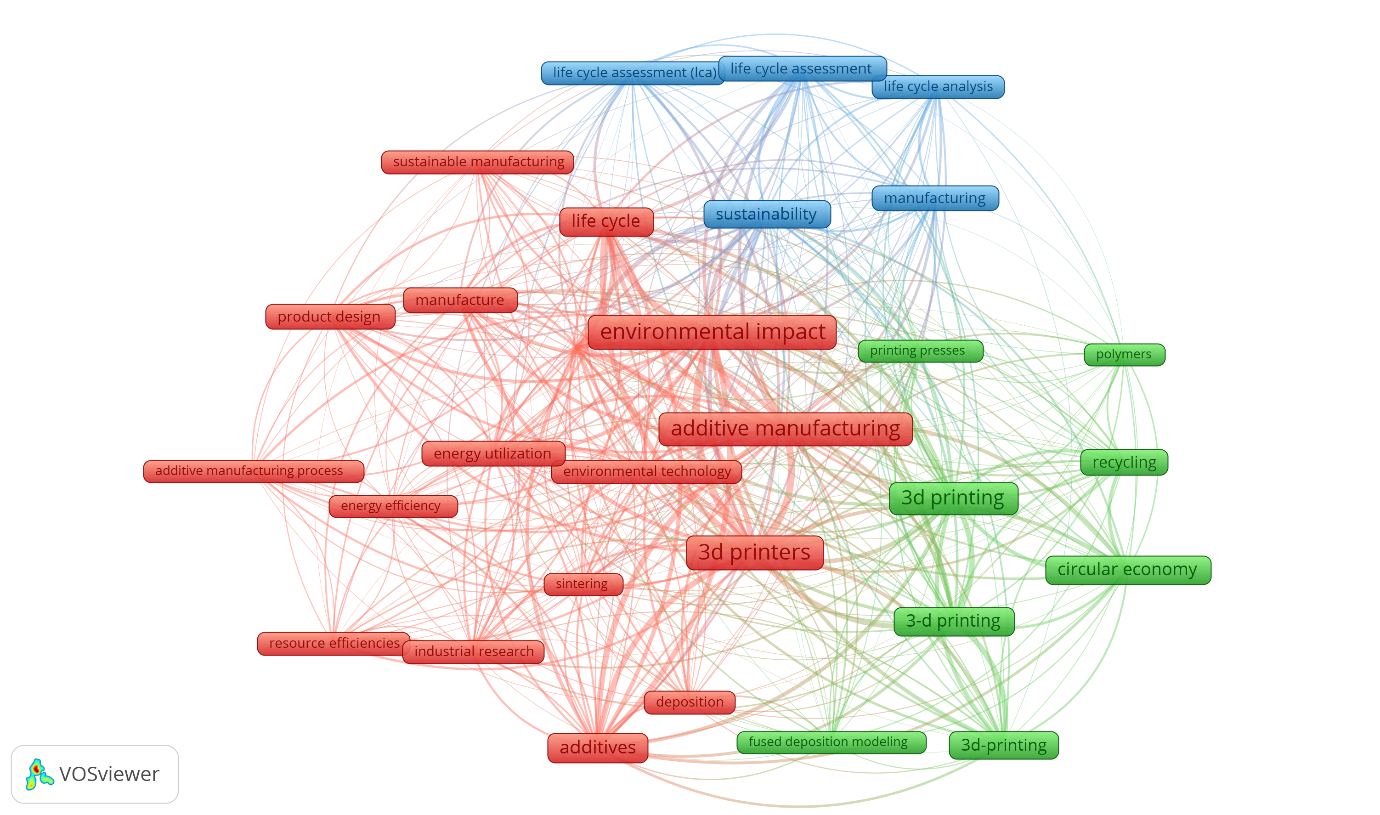 life cycle assessment (lca)
life cycle assessment
life cycle analysis
sustainable manufacturing
manufacturing
sustainability
life cycle
manufacture
product design
environmental impact
printing presses
polymers
additive manufacturing
energy utilization
recycling
additive manufacturing process
environmental technology
3d printing
energy efficiency
3d printers
circular economy
sintering
3-d printing
resource efficiencies
industrial research
deposition
fused deposition modeling
3d-printing
additives
VOSviewer